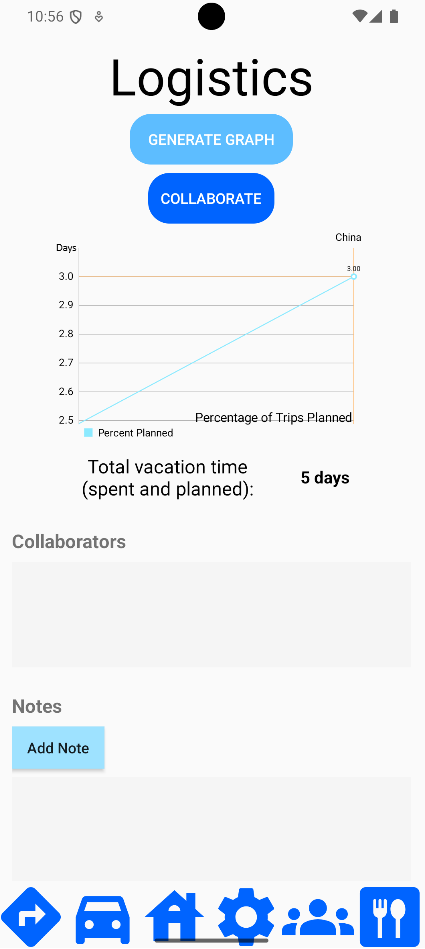 10:56
Logistics
GENERATE GRAPH
COLLABORATE
China
Days
3.00
3.0
2.9
2.8
2.7
2.6
2.5
Percentage of Trips Planned
Percent Planned
Total vacation time
(spent and planned):
5 days
Collaborators
Notes
Add Note